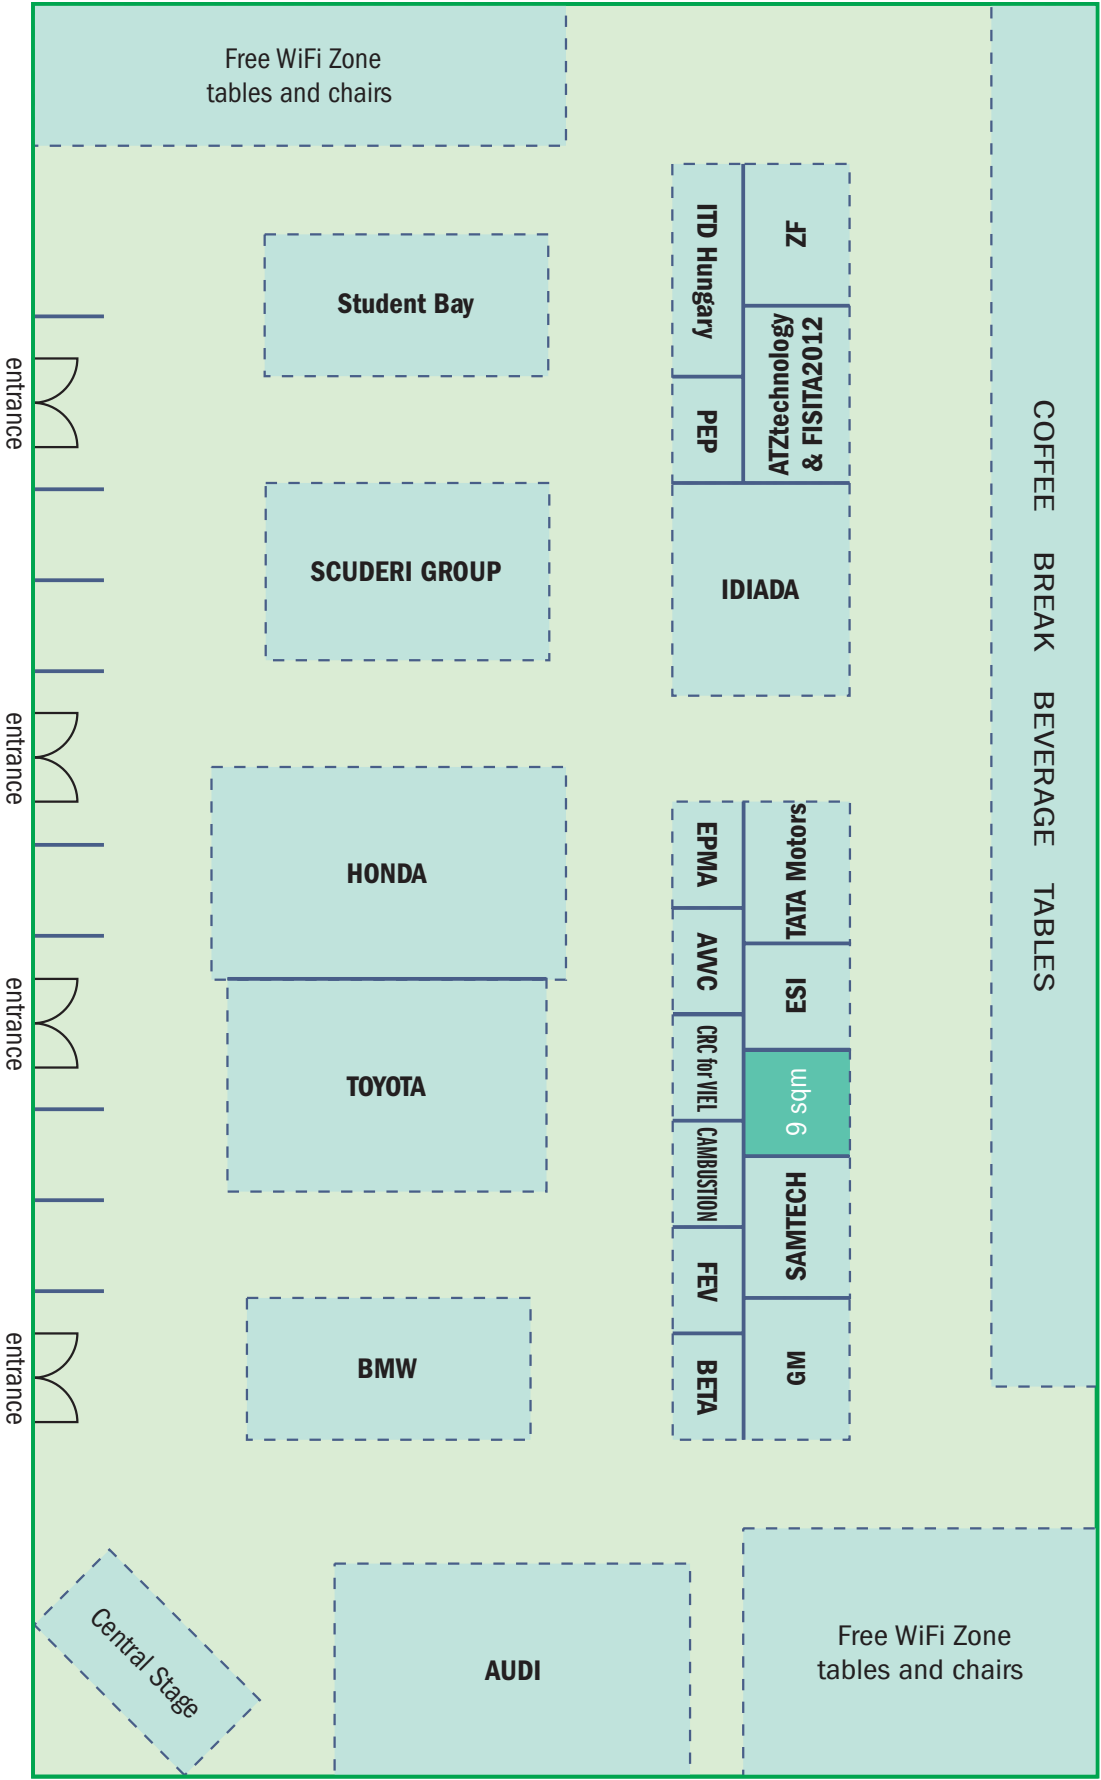 Free WiFi Zone
tables and chairs
ITD Hungary
ZF
Student Bay
ATZtechnology
& FISITA2012
entrance
PEP
COFFEE BREAK BEVERAGE TABLES
SCUDERI GROUP
IDIADA
entrance
HONDA
EPMA
TATA Motors
AVVC
ESI
entrance
TOYOTA
CRC for VIEL
9 sqm
CAMBUSTION
SAMTECH
FEV
entrance
BMW
BETA
GM
Central Stage
AUDI
Free WiFi Zone
tables and chairs